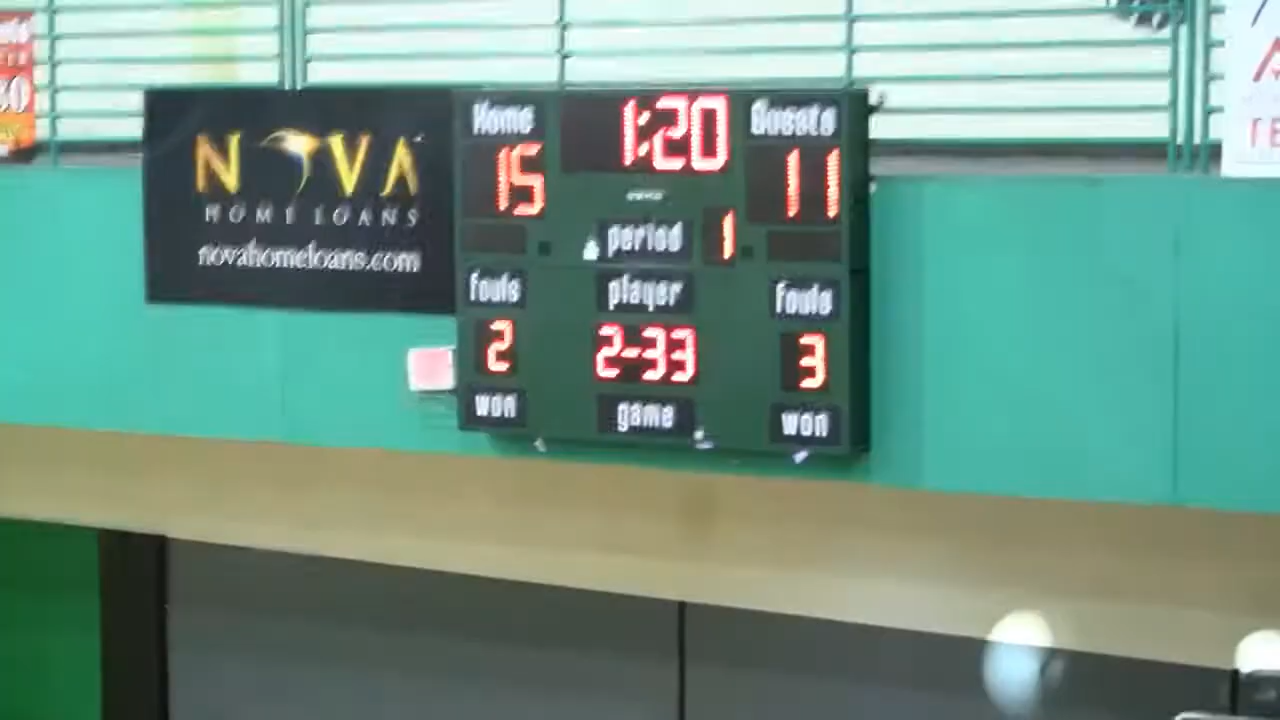 NOVA
HOME LOANS
novahomeloans.com
Home
1:20
Guests
15
11
period
1
fouls
player
fouls
2
2-33
3
won
game
won